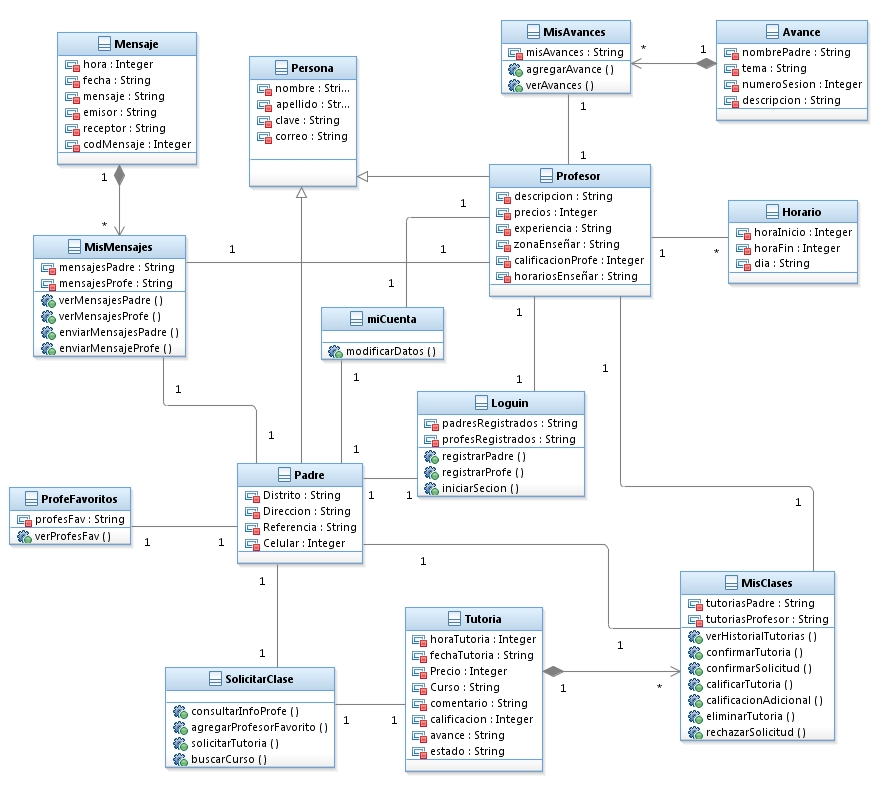 Mensaje
hora : Integer
fecha : String
mensaje : String
emisor : String
receptor : String
codMensaje : Integer
1
*
Persona
nombre : Stri...
apellido : St...
clave : String
correo : String
MisAvances
misAvances : String
agregarAvance ( )
verAvances ( )
*
1
1
1
Avance
nombrePadre : String
tema : String
numeroSesion : Integer
descripcion : String
MisMensajes
mensajesPadre : String
mensajesProfe : String
verMensajesPadre ( )
verMensajesProfe ( )
enviarMensajesPadre ( )
enviarMensajeProfe ( )
1
1
1
1
Profesor
descripcion : String
precios : Integer
experiencia : String
zonaEnseñar : String
calificacionProfe : Integer
horariosEnseñar : String
1
*
Horario
horaInicio : Integer
horaFin : Integer
dia : String
1
1
miCuenta
modificarDatos ( )
1
1
1
1
1
1
Loguin
padresRegistrados : String
profesRegistrados : String
registrarPadre ( )
registrarProfe ( )
iniciarSecion ( )
1
1
Padre
Distrito : String
Direccion : String
Referencia : String
Celular : Integer
ProfeFavoritos
profesFav : String
verProfesFav ( )
1
1
1
1
1
1
MisClases
tutoriasPadre : String
tutoriasProfesor : String
verHistorialTutorias ( )
confirmarTutoria ( )
confirmarSolicitud ( )
calificarTutoria ( )
calificacionAdicional ( )
eliminarTutoria ( )
rechazarSolicitud ( )
Tutoria
horaTutoria : Integer
fechaTutoria : String
Precio : Integer
Curso : String
comentario : String
calificacion : Integer
avance : String
estado : String
1
*
SolicitarClase
consultarInfoProfe ( )
agregarProfesorFavorito ( )
solicitarTutoria ( )
buscarCurso ( )
1
1